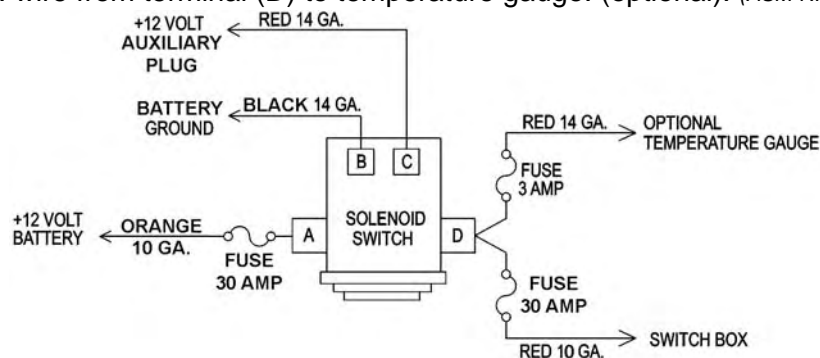 wire from terminal (D) to temperature gauge. (optional).
+12 VOLT
AUXILIARY
PLUG
RED 14 GA.
BATTERY
GROUND
BLACK 14 GA.
B
C
RED 14 GA.
OPTIONAL
TEMPERATURE GAUGE
FUSE
3 AMP
+12 VOLT
BATTERY
ORANGE
10 GA.
FUSE
30 AMP
A
SOLENOID
SWITCH
D
FUSE
30 AMP
RED 10 GA.
SWITCH BOX